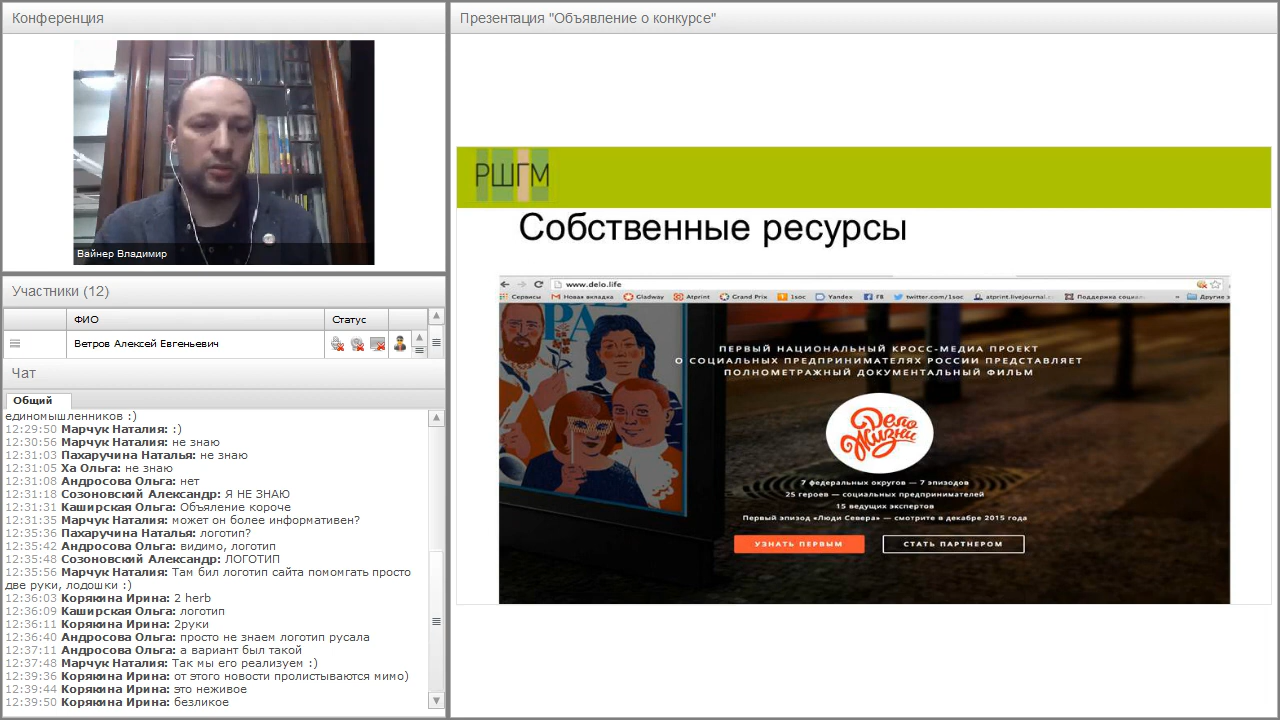 Конференция
Вайнер Владимир
Участники (12)
ФИО
Статус
Ветров Алексей Евгеньевич
Чат
Общий
единомышленников :)
12:29:50 Марчук Наталия: :)
12:30:56 Марчук Наталия: не знаю
12:31:03 Пахаручина Наталья: не знаю
12:31:05 Ха Ольга: не знаю
12:31:08 Андросова Ольга: нет
12:31:18 Созоновский Александр: Я НЕ ЗНАЮ
12:31:31 Каширская Ольга: Объяление короче
12:31:35 Марчук Наталия: может он более информативен?
12:35:36 Пахаручина Наталья: логотип?
12:35:43 Андросова Ольга: видимо, логотип
12:35:48 Созоновский Александр: ЛОГОТИП
12:35:56 Марчук Наталия: Там бил логотип сайта помомгать просто
две руки, лодошки :)
12:36:03 Корякина Ирина: 2 herb
12:36:09 Каширская Ольга: логотип
12:36:11 Корякина Ирина: 2руки
12:36:40 Андросова Ольга: просто не знаем логотип русала
12:37:11 Андросова Ольга: а вариант был такой
12:37:48 Марчук Наталия: Так мы его реализуем :)
12:39:36 Корякина Ирина: от этого новости пролистываются мимо)
12:39:44 Корякина Ирина: это неживое
12:39:50 Корякина Ирина: безликое
Презентация "Объявление о конкурсе"
РШГМ
Собственные ресурсы
www.delo.life
Сервисы Новая вкладка Gladway Atprint Grand Prix 1soc Yandex FB twitter.com/1soc atprint.livejournal.co Поддержка социал » Другие з
РА
ПЕРВЫЙ НАЦИОНАЛЬНЫЙ КРОСС-МЕДИА ПРОЕКТ
О СОЦИАЛЬНЫХ ПРЕДПРИНИМАТЕЛЯХ РОССИИ ПРЕДСТАВЛЯЕТ
ПОЛНОМЕТРАЖНЫЙ ДОКУМЕНТАЛЬНЫЙ ФИЛЬМ
Дело
Жизни
7 федеральных округов — 7 эпизодов
25 героев — социальных предпринимателей
15 ведущих экспертов
Первый эпизод «Люди Севера» — смотрите в декабре 2015 года
УЗНАТЬ ПЕРВЫМ
СТАТЬ ПАРТНЕРОМ